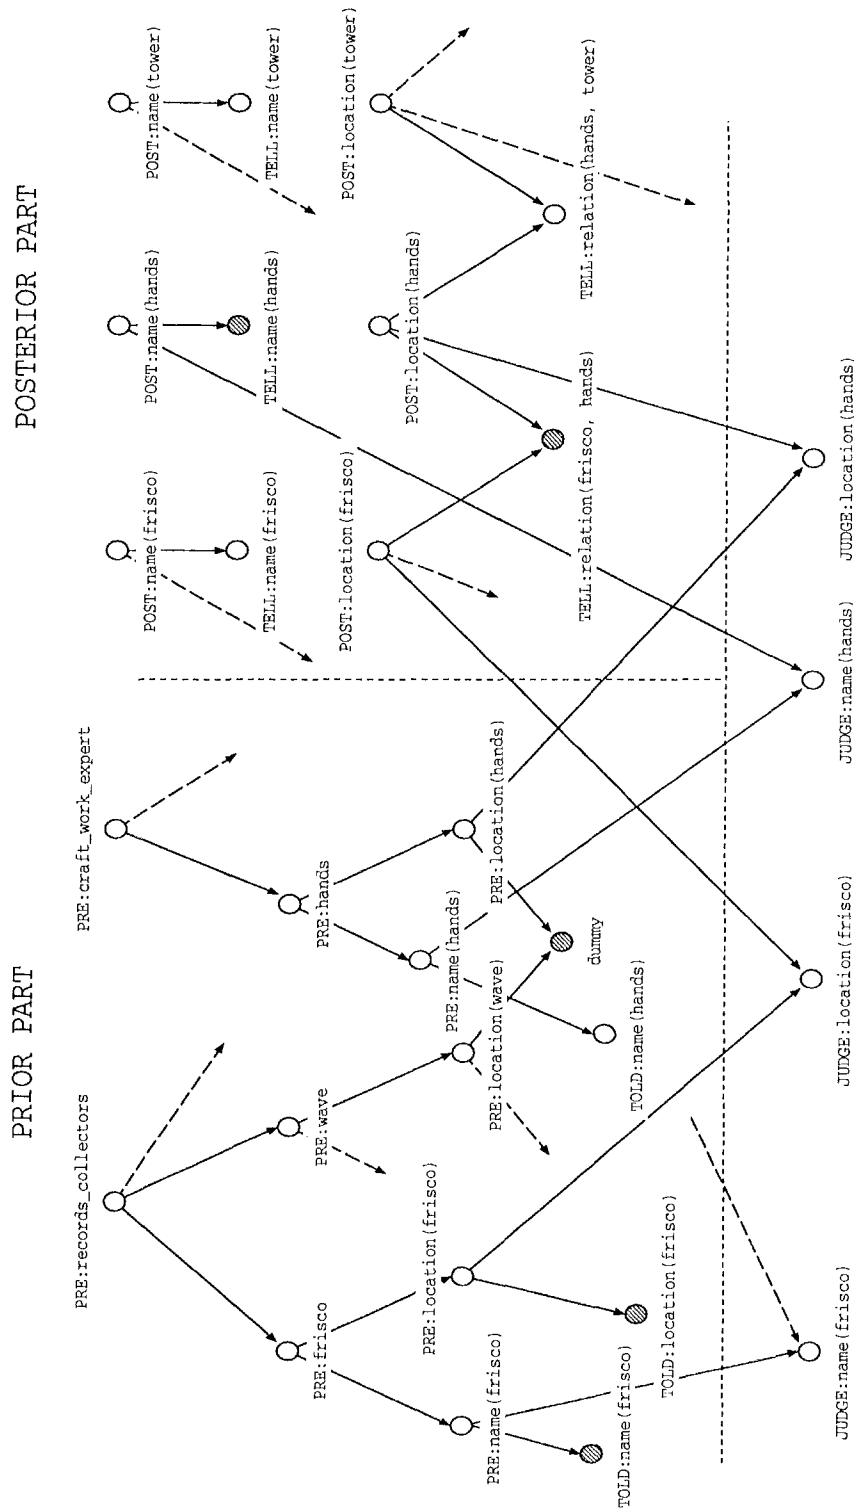 PRIOR PART
POSTERIOR PART
PRE:records_collectors
PRE:craft_work_expert
POST:name(frisco)
POST:name(hands)
POST:name(tower)
TELL:name(frisco)
TELL:name(hands)
TELL:name(tower)
PRE:frisco
PRE:wave
PRE:hands
POST:location(frisco)
POST:location(hands)
POST:location(tower)
PRE:name(frisco)
PRE:location(frisco)
PRE:location(wave)
PRE:name(hands)
PRE:location(hands)
dummy
TELL:relation(frisco, hands)
TELL:relation(hands, tower)
TOLD:name(frisco)
TOLD:location(frisco)
TOLD:name(hands)
JUDGE:name(frisco)
JUDGE:location(frisco)
JUDGE:name(hands)
JUDGE:location(hands)